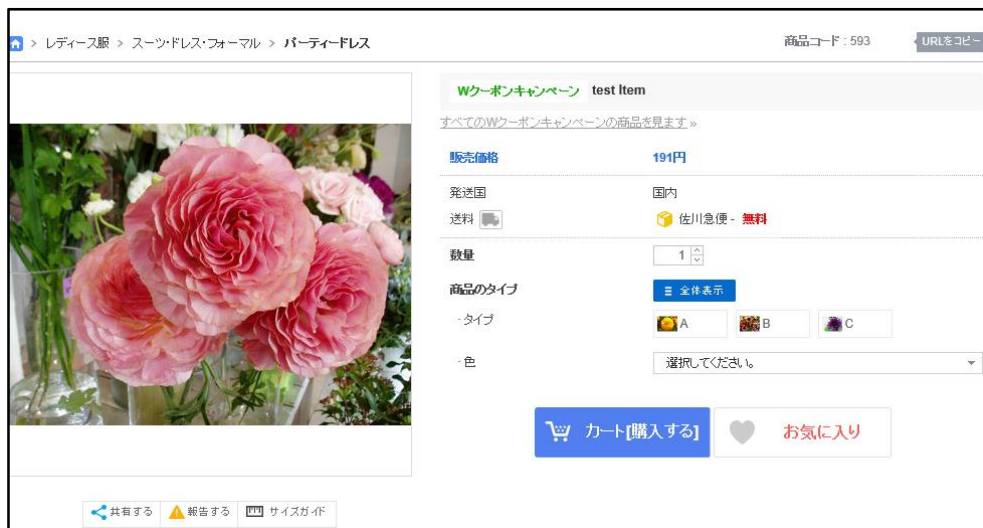 > レディース服 > スーツ・ドレス・フォーマル > パーティードレス
商品コード : 593
URLをコピー
Wクーポンキャンペーン test Item
すべてのWクーポンキャンペーンの商品を見ます »
販売価格 191円
発送国 国内
送料 佐川急便 - 無料
数量 1
商品のタイプ 全体表示
- タイプ A B C
- 色 選択してください。
カート[購入する] お気に入り
共有する 報告する サイズガイド